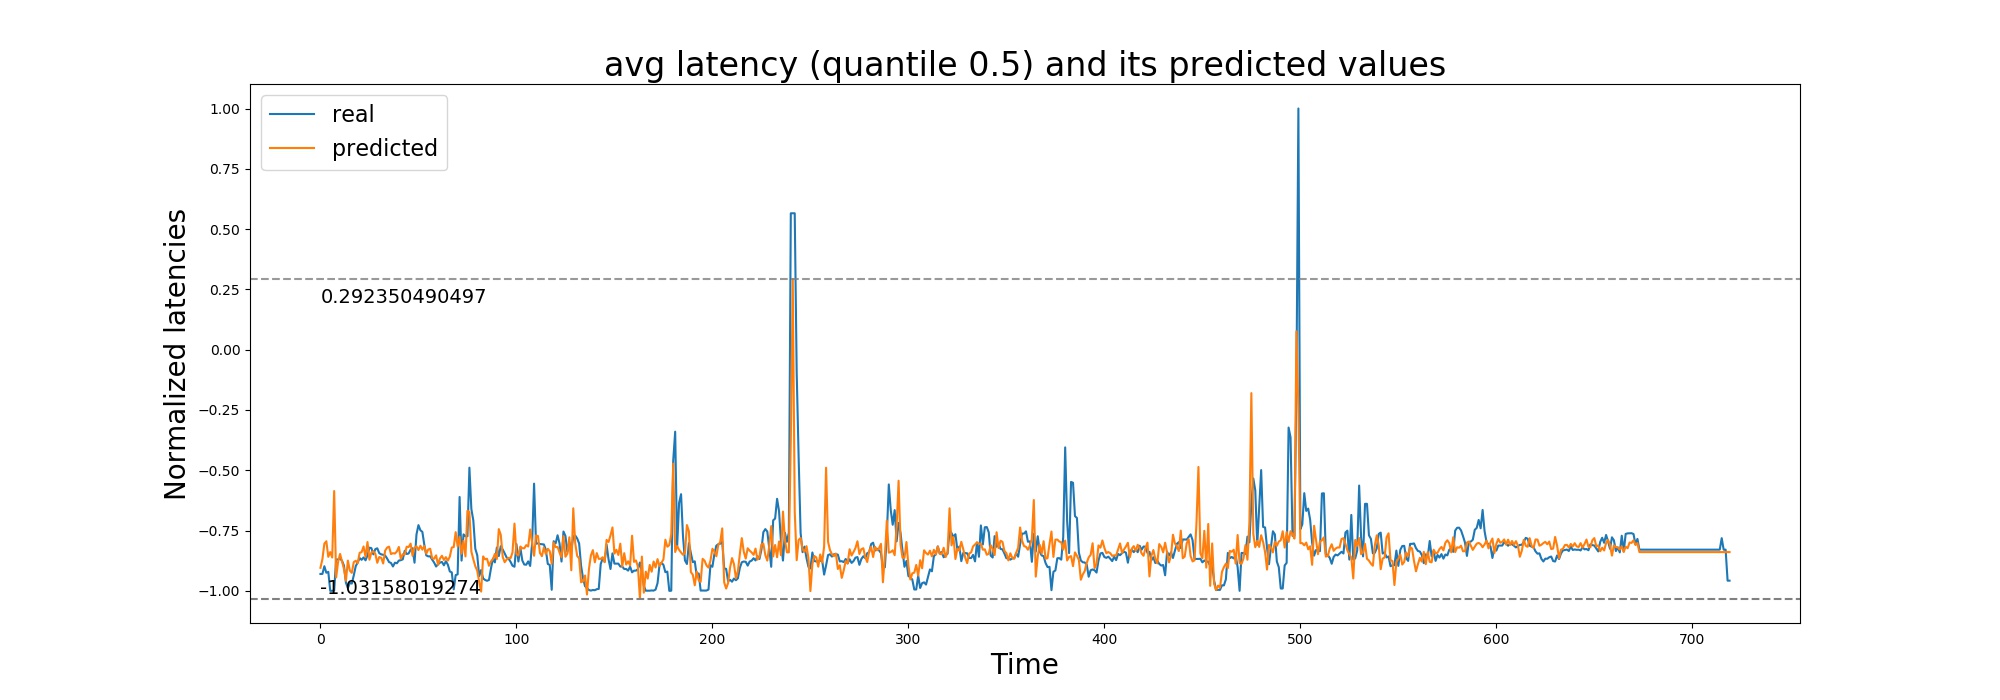 avg latency (quantile 0.5) and its predicted values
real
predicted
1.00
0.75
0.50
0.25
0.00
−0.25
−0.50
−0.75
−1.00
0.292350490497
-1.03158019274
Normalized latencies
0 100 200 300 400 500 600 700
Time